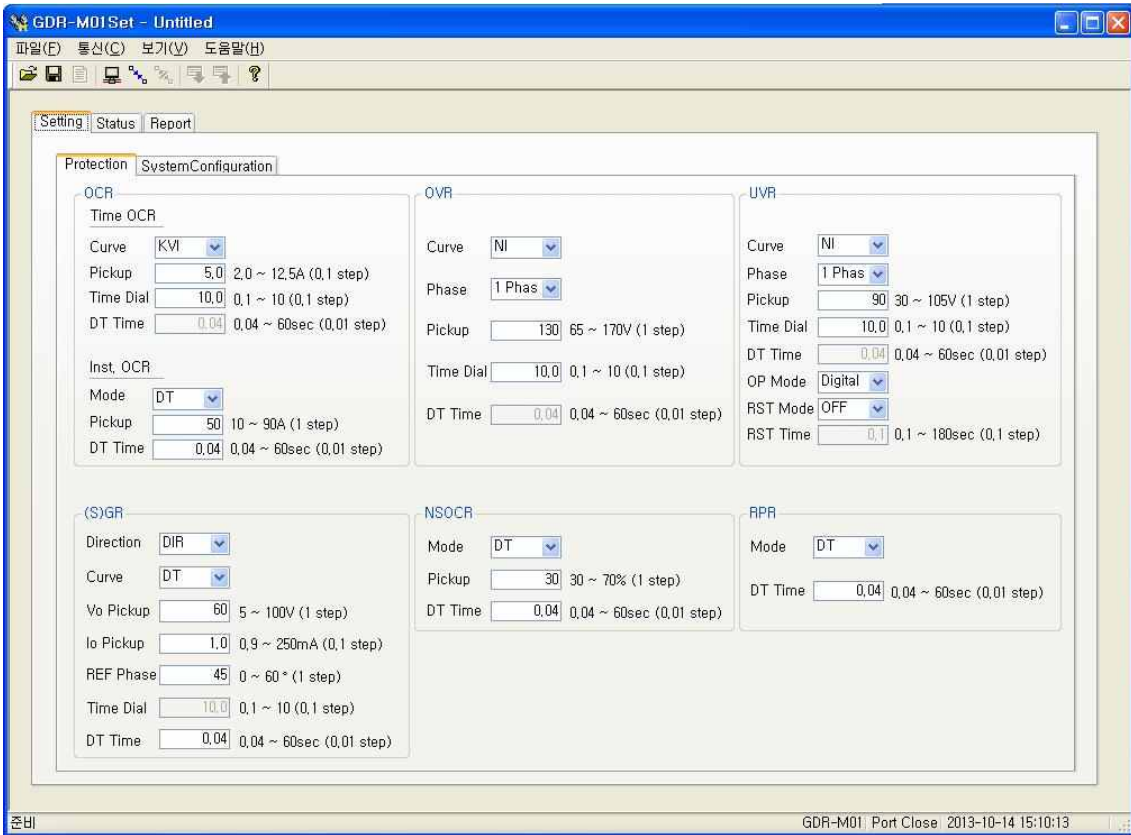 GDR-M01Set - Untitled
파일(F) 통신(C) 보기(V) 도움말(H)
Setting Status Report
Protection SystemConfiguration
OCR
Time OCR
Curve KVI
Pickup 5,0 2,0 ~ 12,5A (0,1 step)
Time Dial 10,0 0,1 ~ 10 (0,1 step)
DT Time 0,04 0,04 ~ 60sec (0,01 step)
Inst, OCR
Mode DT
Pickup 50 10 ~ 90A (1 step)
DT Time 0,04 0,04 ~ 60sec (0,01 step)
OVR
Curve NI
Phase 1 Phas
Pickup 130 65 ~ 170V (1 step)
Time Dial 10,0 0,1 ~ 10 (0,1 step)
DT Time 0,04 0,04 ~ 60sec (0,01 step)
UVR
Curve NI
Phase 1 Phas
Pickup 90 30 ~ 105V (1 step)
Time Dial 10,0 0,1 ~ 10 (0,1 step)
DT Time 0,04 0,04 ~ 60sec (0,01 step)
OP Mode Digital
RST Mode OFF
RST Time 0,1 0,1 ~ 180sec (0,1 step)
(S)GR
Direction DIR
Curve DT
Vo Pickup 60 5 ~ 100V (1 step)
Io Pickup 1,0 0,9 ~ 250mA (0,1 step)
REF Phase 45 0 ~ 60° (1 step)
Time Dial 10,0 0,1 ~ 10 (0,1 step)
DT Time 0,04 0,04 ~ 60sec (0,01 step)
NSOCR
Mode DT
Pickup 30 30 ~ 70% (1 step)
DT Time 0,04 0,04 ~ 60sec (0,01 step)
RPR
Mode DT
DT Time 0,04 0,04 ~ 60sec (0,01 step)
준비 GDR-M01 Port Close 2013-10-14 15:10:13